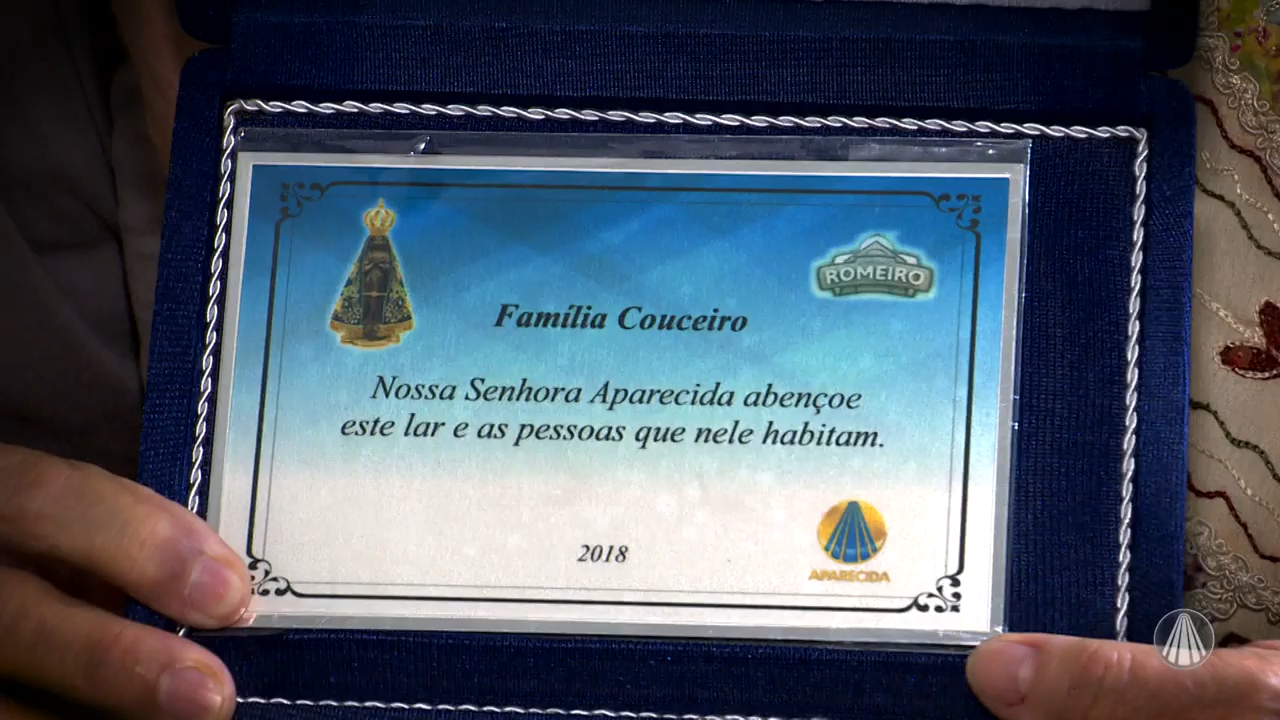 ROMEIRO
Família Couceiro
Nossa Senhora Aparecida abençoe
este lar e as pessoas que nele habitam.
2018
APARECIDA